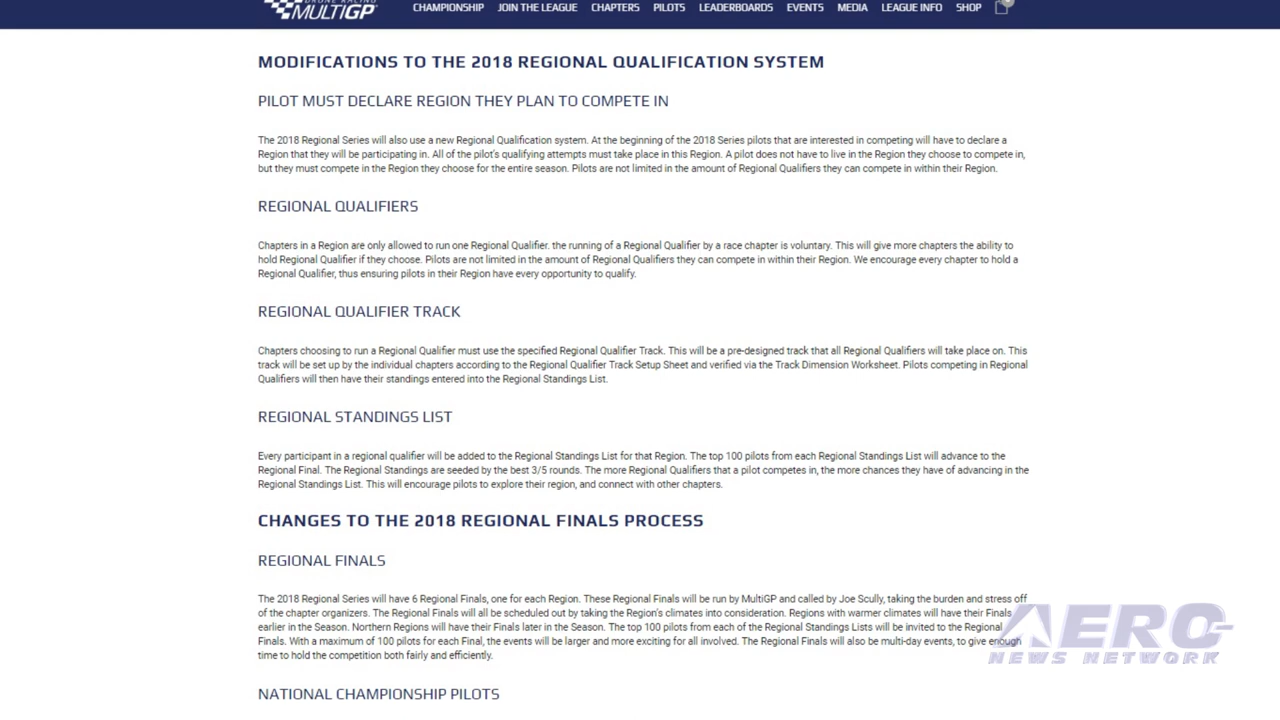 DRONE RACING
MULTIGP
CHAMPIONSHIP JOIN THE LEAGUE CHAPTERS PILOTS LEADERBOARDS EVENTS MEDIA LEAGUE INFO SHOP
MODIFICATIONS TO THE 2018 REGIONAL QUALIFICATION SYSTEM
PILOT MUST DECLARE REGION THEY PLAN TO COMPETE IN
The 2018 Regional Series will also use a new Regional Qualification system. At the beginning of the 2018 Series pilots that are interested in competing will have to declare a
Region that they will be participating in. All of the pilot's qualifying attempts must take place in this Region. A pilot does not have to live in the Region they choose to compete in,
but they must compete in the Region they choose for the entire season. Pilots are not limited in the amount of Regional Qualifiers they can compete in within their Region.
REGIONAL QUALIFIERS
Chapters in a Region are only allowed to run one Regional Qualifier. the running of a Regional Qualifier by a race chapter is voluntary. This will give more chapters the ability to
hold Regional Qualifier if they choose. Pilots are not limited in the amount of Regional Qualifiers they can compete in within their Region. We encourage every chapter to hold a
Regional Qualifier, thus ensuring pilots in their Region have every opportunity to qualify.
REGIONAL QUALIFIER TRACK
Chapters choosing to run a Regional Qualifier must use the specified Regional Qualifier Track. This will be a pre-designed track that all Regional Qualifiers will take place on. This
track will be set up by the individual chapters according to the Regional Qualifier Track Setup Sheet and verified via the Track Dimension Worksheet. Pilots competing in Regional
Qualifiers will then have their standings entered into the Regional Standings List.
REGIONAL STANDINGS LIST
Every participant in a regional qualifier will be added to the Regional Standings List for that Region. The top 100 pilots from each Regional Standings List will advance to the
Regional Final. The Regional Standings are seeded by the best 3/5 rounds. The more Regional Qualifiers that a pilot competes in, the more chances they have of advancing in the
Regional Standings List. This will encourage pilots to explore their region, and connect with other chapters.
CHANGES TO THE 2018 REGIONAL FINALS PROCESS
REGIONAL FINALS
The 2018 Regional Series will have 6 Regional Finals, one for each Region. These Regional Finals will be run by MultiGP and called by Joe Scully, taking the burden and stress off
of the chapter organizers. The Regional Finals will all be scheduled out by taking the Region's climates into consideration. Regions with warmer climates will have their Finals
earlier in the Season. Northern Regions will have their Finals later in the Season. The top 100 pilots from each of the Regional Standings Lists will be invited to the Regional
Finals. With a maximum of 100 pilots for each Final, the events will be larger and more exciting for all involved. The Regional Finals will also be multi-day events, to give enough
time to hold the competition both fairly and efficiently.
AERO
NEWS NETWORK
NATIONAL CHAMPIONSHIP PILOTS